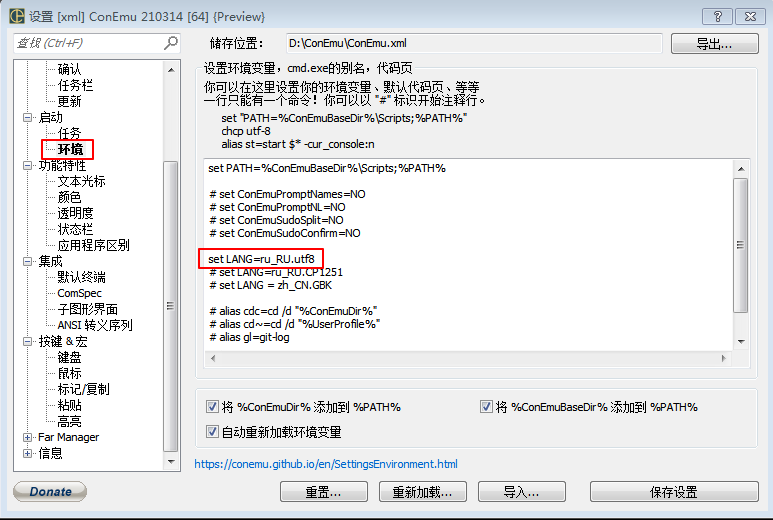 设置 [xml] ConEmu 210314 [64] {Preview}
查找 (Ctrl+F)
储存位置：
D:\ConEmu\ConEmu.xml
导出...
确认
任务栏
更新
启动
任务
环境
功能特性
文本光标
颜色
透明度
状态栏
应用程序区别
集成
默认终端
ComSpec
子图形界面
ANSI 转义序列
按键 & 宏
键盘
鼠标
标记/复制
粘贴
高亮
Far Manager
信息
设置环境变量，cmd.exe的别名，代码页
你可以在这里设置你的环境变量、默认代码页、等等
一行只能有一个命令！你可以以 "#" 标识开始注释行。
set "PATH=%ConEmuBaseDir%\Scripts;%PATH%"
chcp utf-8
alias st=start $* -cur_console:n
set PATH=%ConEmuBaseDir%\Scripts;%PATH%
# set ConEmuPromptNames=NO
# set ConEmuPromptNL=NO
# set ConEmuSudoSplit=NO
# set ConEmuSudoConfirm=NO
set LANG=ru_RU.utf8
# set LANG=ru_RU.CP1251
# set LANG = zh_CN.GBK
# alias cdc=cd /d "%ConEmuDir%"
# alias cd~=cd /d "%UserProfile%"
# alias gl=git-log
将 %ConEmuDir% 添加到 %PATH%
将 %ConEmuBaseDir% 添加到 %PATH%
自动重新加载环境变量
https://conemu.github.io/en/SettingsEnvironment.html
Donate
重置...
重新加载...
导入...
保存设置